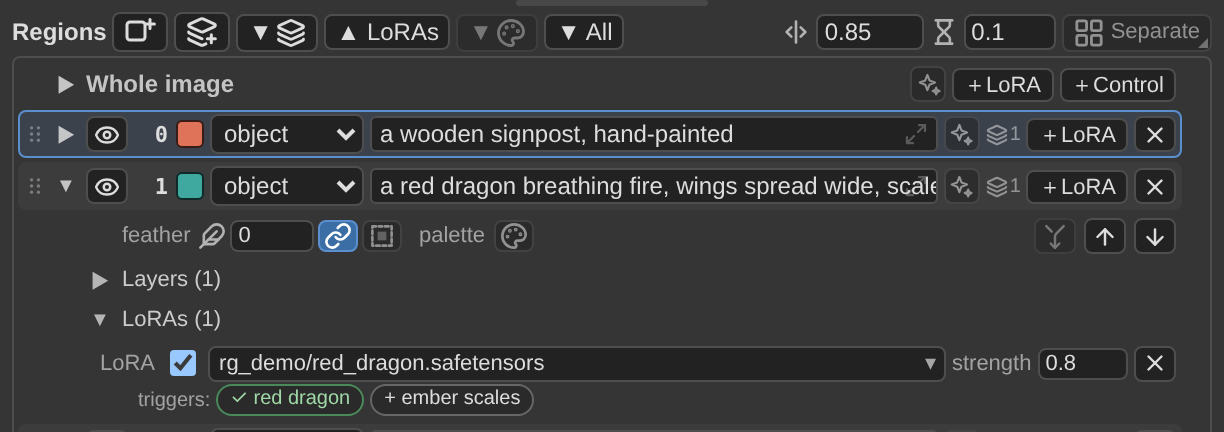 Regions ▼ ▲ LoRAs ▼ ▼ All 0.85 0.1 Separate
Whole image + LoRA + Control
0 object a wooden signpost, hand-painted 1 + LoRA
1 object a red dragon breathing fire, wings spread wide, scale 1 + LoRA
feather 0 palette
Layers (1)
LoRAs (1)
LoRA rg_demo/red_dragon.safetensors strength 0.8
triggers: ✓ red dragon + ember scales